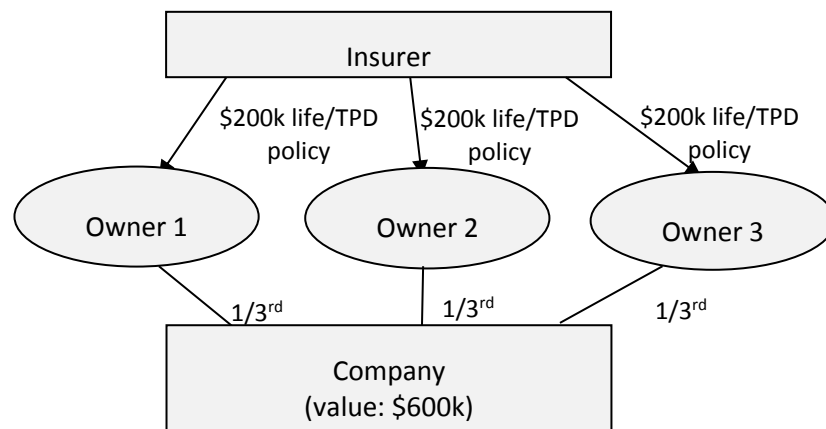 Insurer
$200k life/TPD
policy
$200k life/TPD
policy
$200k life/TPD
policy
Owner 1
Owner 2
Owner 3
1/3rd
1/3rd
1/3rd
Company
(value: $600k)